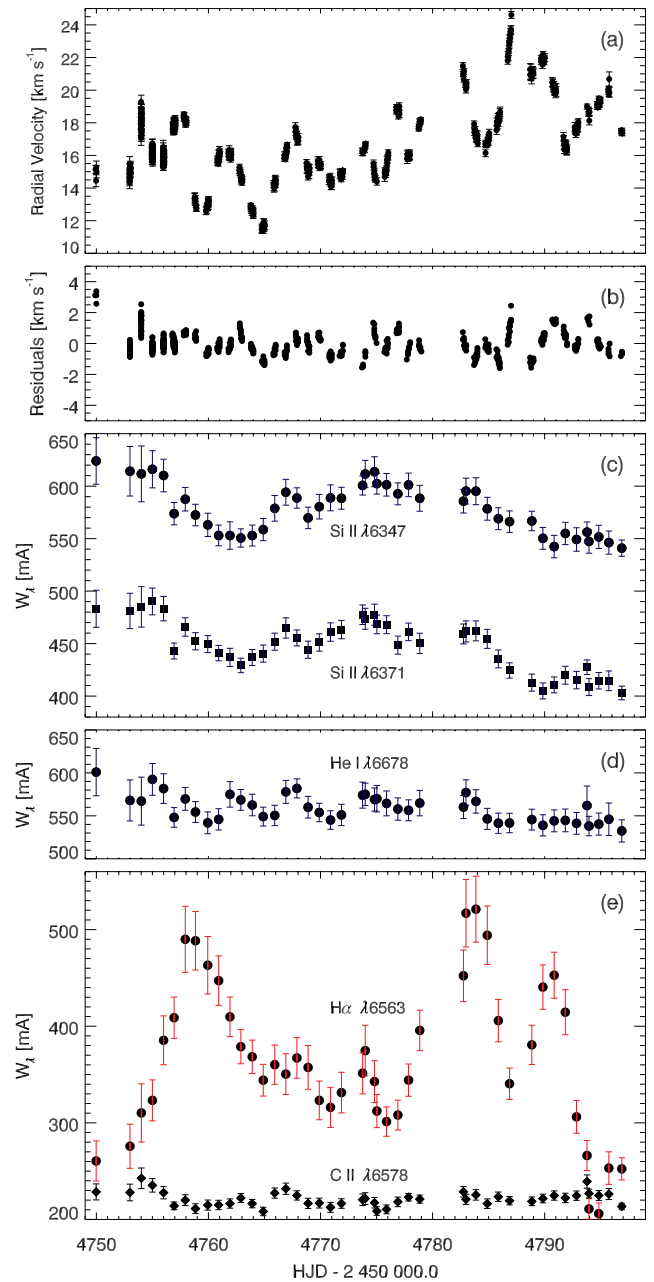 24
22
20
18
16
14
12
10
Radial Velocity [km s⁻¹]
(a)
4
2
0
-2
-4
Residuals [km s⁻¹]
(b)
650
600
550
500
450
400
Wλ [mA]
(c)
Si II λ6347
Si II λ6371
650
600
550
500
Wλ [mA]
He I λ6678
(d)
500
400
300
200
Wλ [mA]
(e)
Hα λ6563
C II λ6578
4750 4760 4770 4780 4790
HJD - 2 450 000.0